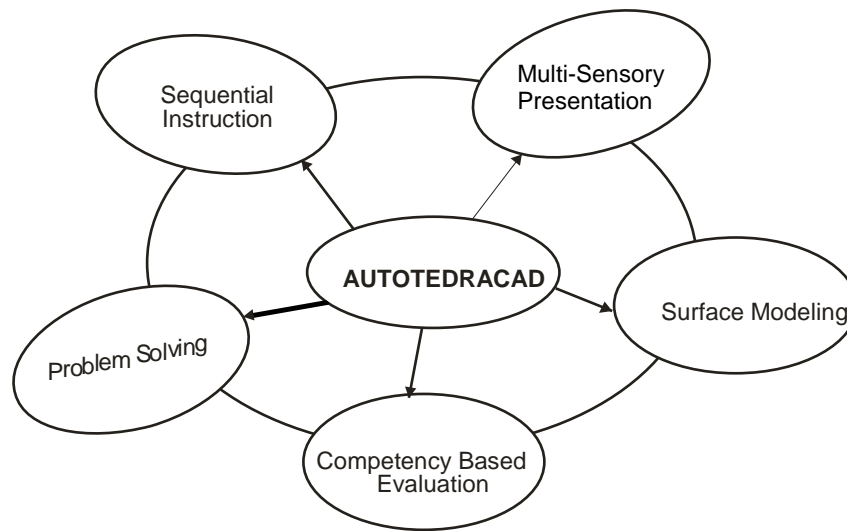 Sequential
Instruction
Multi-Sensory
Presentation
AUTOTEDRACAD
Surface Modeling
Problem Solving
Competency Based
Evaluation